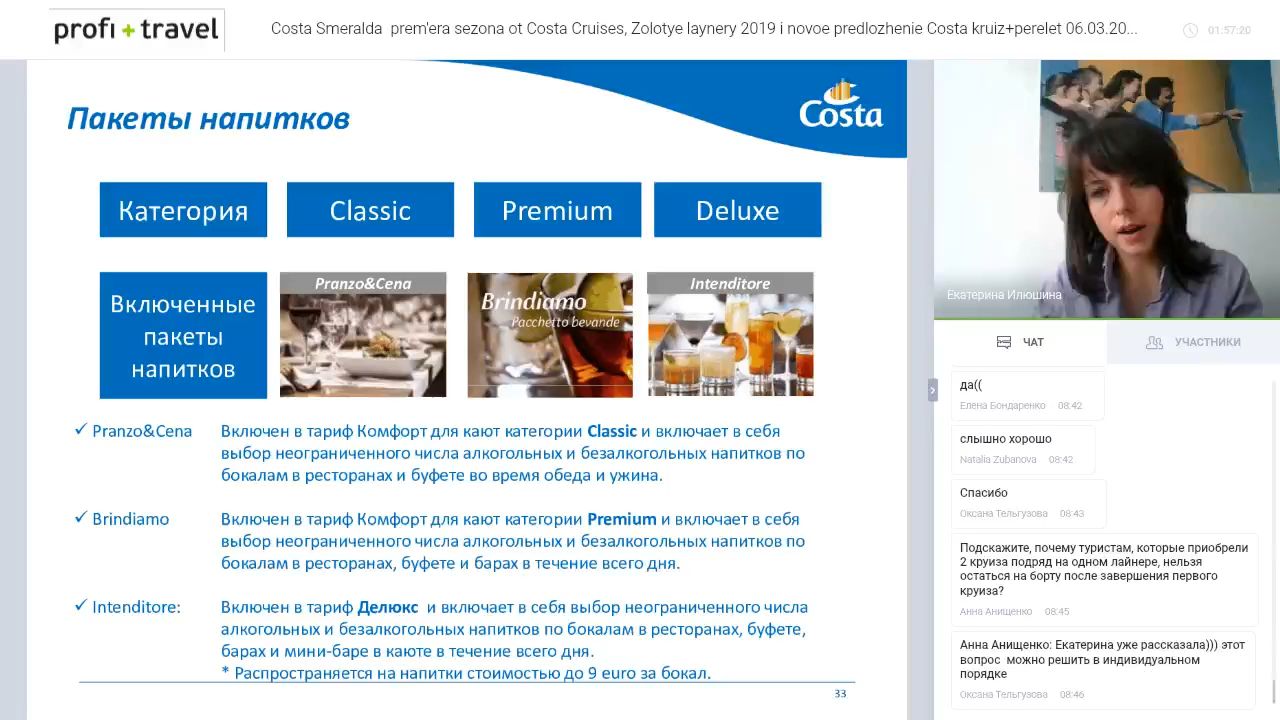 profi + travel
Costa Smeralda prem'era sezona ot Costa Cruises, Zolotye laynery 2019 i novoe predlozhenie Costa kruiz+perelet 06.03.20...
01:57:20
Пакеты напитков
Costa
Категория
Classic
Premium
Deluxe
Включенные
пакеты
напитков
Pranzo&Cena
Brindiamo
Pacchetto bevande
Intenditore
✓ Pranzo&Cena Включен в тариф Комфорт для кают категории Classic и включает в себя
выбор неограниченного числа алкогольных и безалкогольных напитков по
бокалам в ресторанах и буфете во время обеда и ужина.
✓ Brindiamo Включен в тариф Комфорт для кают категории Premium и включает в себя
выбор неограниченного числа алкогольных и безалкогольных напитков по
бокалам в ресторанах, буфете и барах в течение всего дня.
✓ Intenditore: Включен в тариф Делюкс и включает в себя выбор неограниченного числа
алкогольных и безалкогольных напитков по бокалам в ресторанах, буфете,
барах и мини-баре в каюте в течение всего дня.
* Распространяется на напитки стоимостью до 9 euro за бокал.
33
Екатерина Илюшина
ЧАТ
УЧАСТНИКИ
да((
Елена Бондаренко 08:42
слышно хорошо
Natalia Zubanova 08:42
Спасибо
Оксана Тельгузова 08:43
Подскажите, почему туристам, которые приобрели
2 круиза подряд на одном лайнере, нельзя
остаться на борту после завершения первого
круиза?
Анна Анищенко 08:45
Анна Анищенко: Екатерина уже рассказала))) этот
вопрос можно решить в индивидуальном
порядке
Оксана Тельгузова 08:46